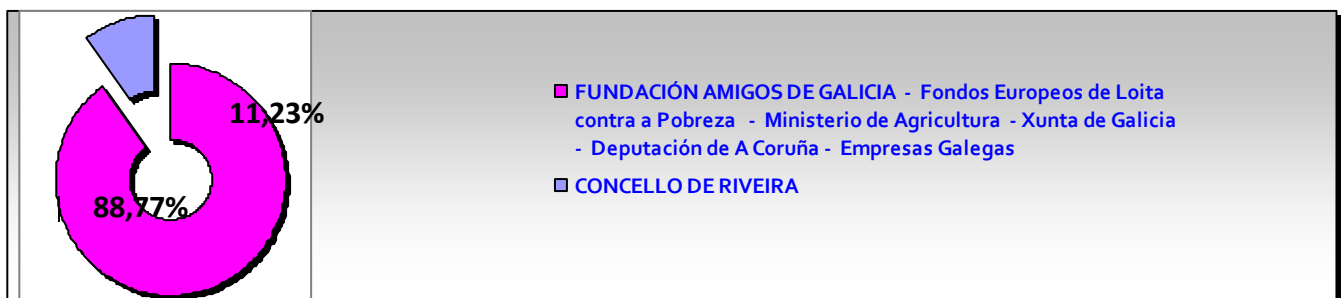 11,23%
88,77%
FUNDACIÓN AMIGOS DE GALICIA - Fondos Europeos de Loita
contra a Pobreza - Ministerio de Agricultura - Xunta de Galicia
- Deputación de A Coruña - Empresas Galegas
CONCELLO DE RIVEIRA